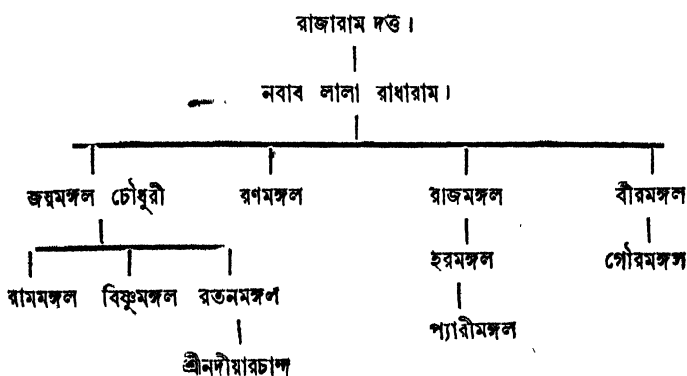 রাজারাম দত্ত।
নবাব লালা রাধারাম।
জয়মঙ্গল চৌধুরী রণমঙ্গল রাজমঙ্গল বীরমঙ্গল
হরমঙ্গল গৌরমঙ্গল
রামমঙ্গল বিষ্ণুমঙ্গল রতনমঙ্গল
প্যারীমঙ্গল
শ্রীনদীয়ারচান্দ